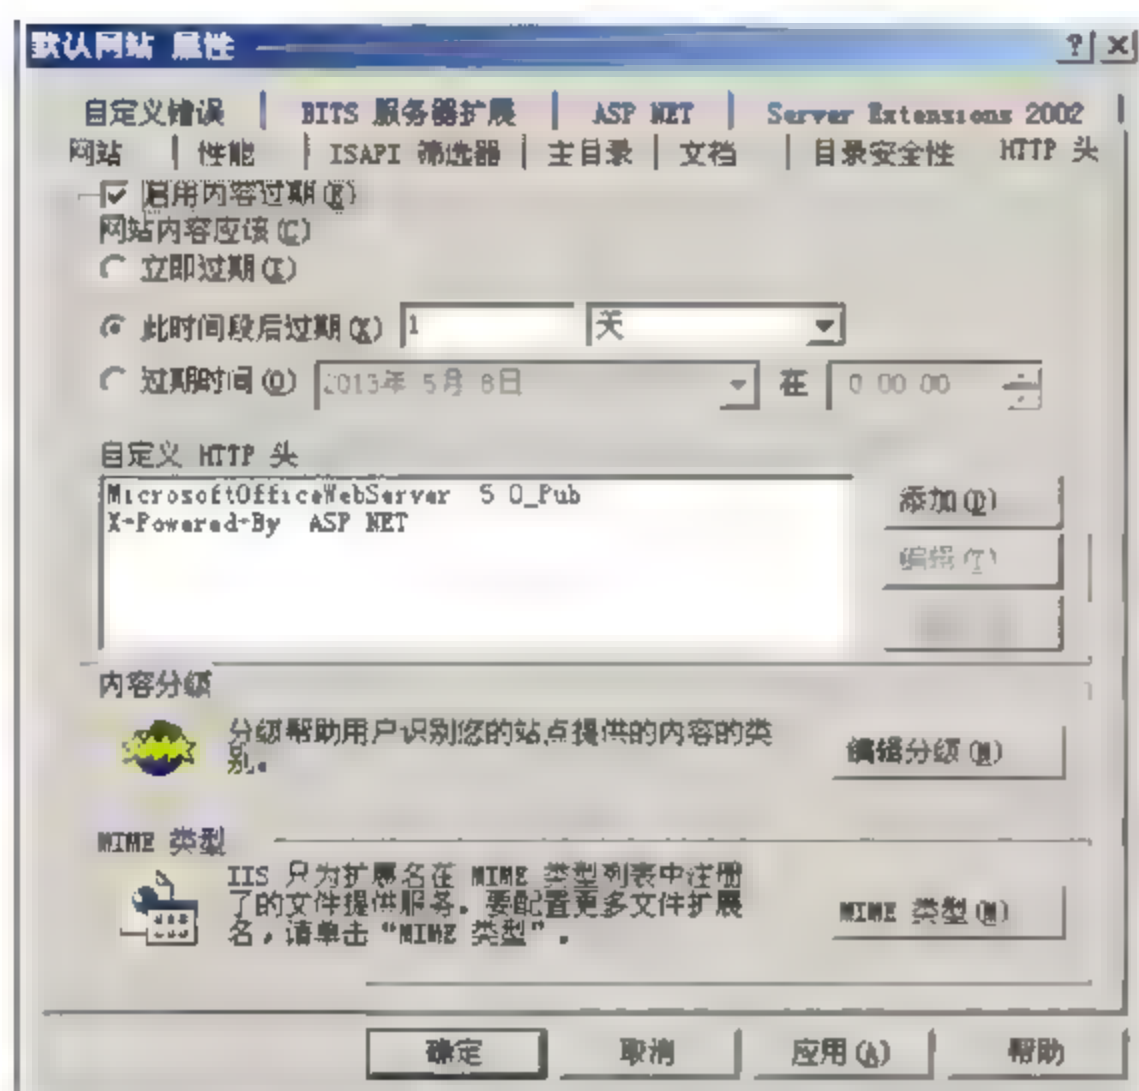 默认网站 属性
自定义错误 BITS 服务器扩展 ASP NET Server Extensions 2002
网站 性能 ISAPI 筛选器 主目录 文档 目录安全性 HTTP 头
启用内容过期(E)
网站内容应该(C)
立即过期(I)
此时间段后过期(X) 1 天
过期时间(O) 2013年 5月 8日 在 0 00 00
自定义 HTTP 头
MicrosoftOfficeWebServer 5 0_Pub
X-Powered-By ASP NET
添加(D)
编辑(T)
内容分级
分级帮助用户识别您的站点提供的内容的类
别。
编辑分级(N)
MIME 类型
IIS 只为扩展名在 MIME 类型列表中注册
了的文件提供服务。要配置更多文件扩展
名，请单击“MIME 类型”。
MIME 类型(M)
确定 取消 应用(A) 帮助